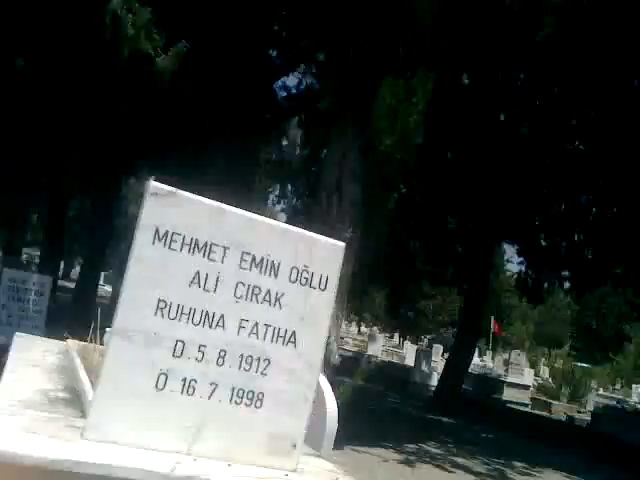 MEHMET EMİN OĞLU
ALİ ÇIRAK
RUHUNA FATİHA
D.5.8.1912
Ö.16.7.1998